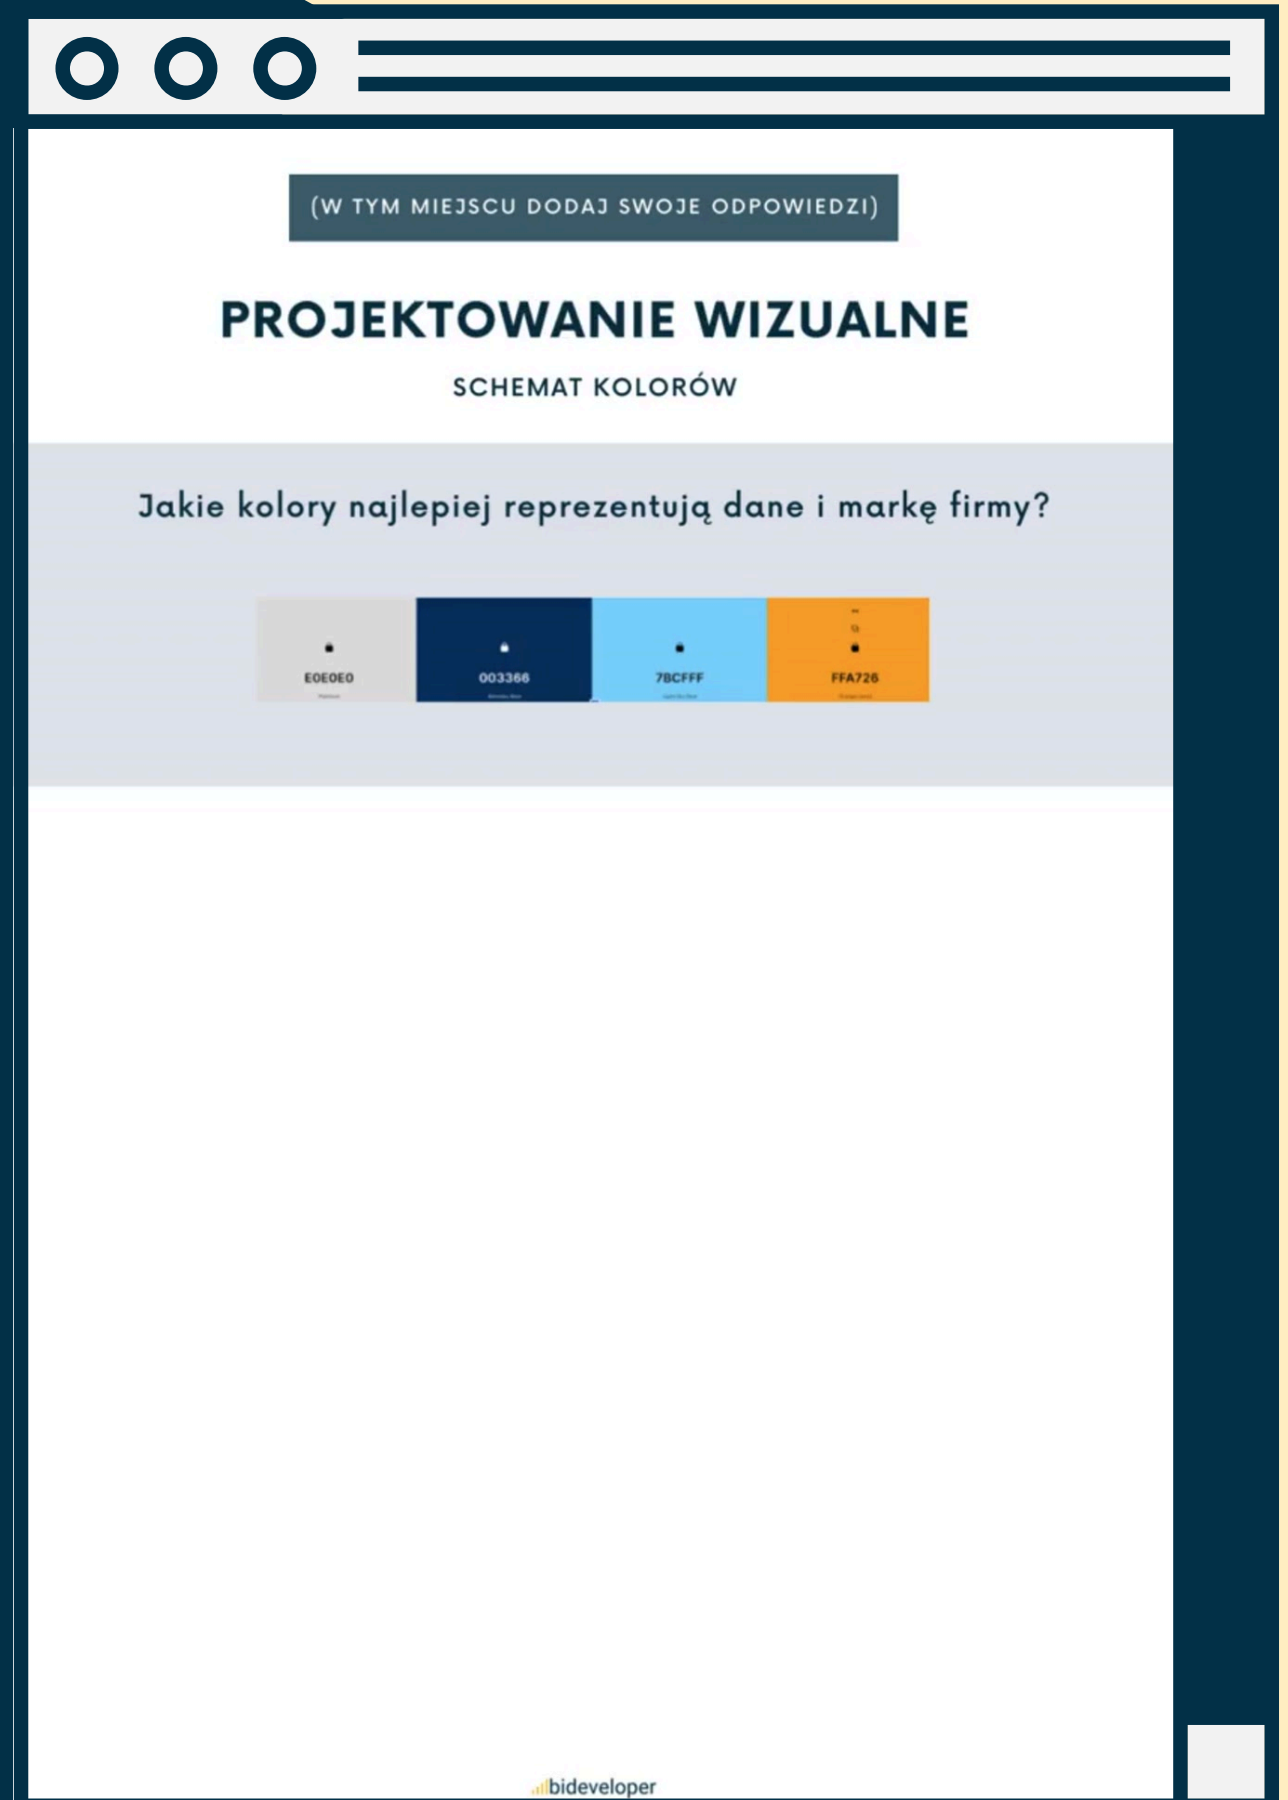 (W TYM MIEJSCU DODAJ SWOJE ODPOWIEDZI)
PROJEKTOWANIE WIZUALNE
SCHEMAT KOLORÓW
Jakie kolory najlepiej reprezentują dane i markę firmy?
E0E0E0 003366 7BCFFF FFA726
bideveloper